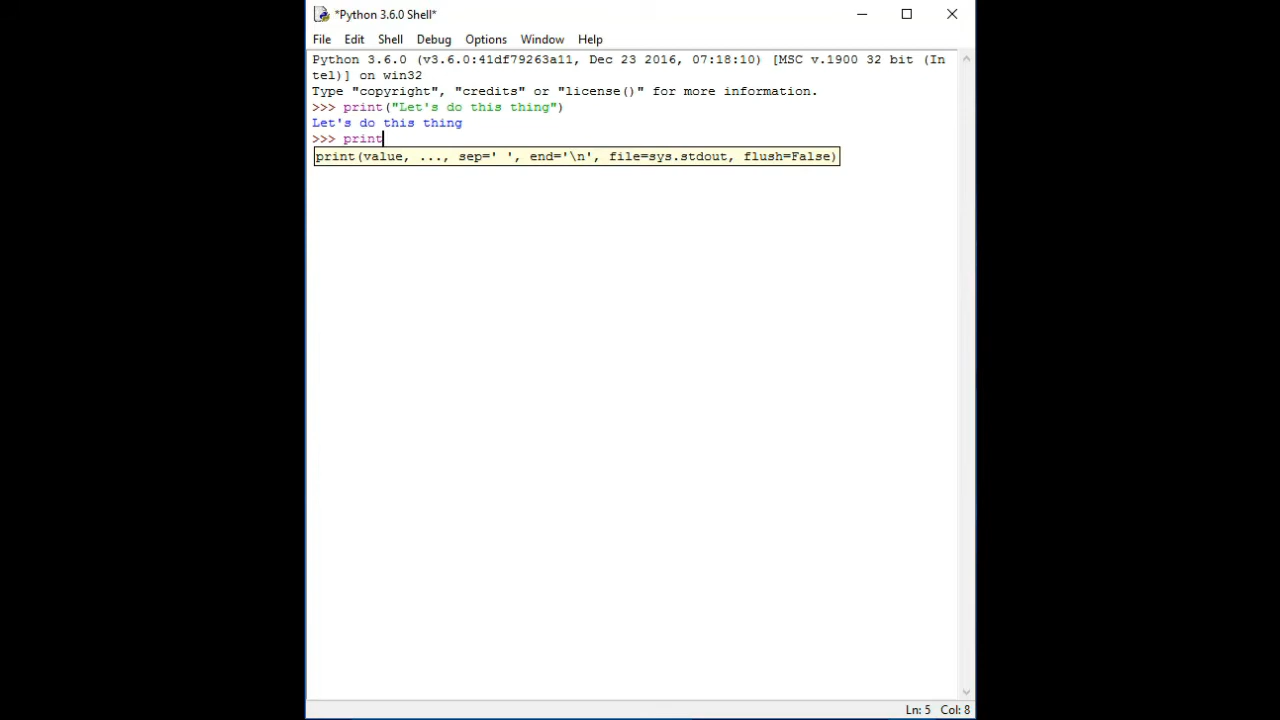 *Python 3.6.0 Shell*
File Edit Shell Debug Options Window Help
Python 3.6.0 (v3.6.0:41df79263a11, Dec 23 2016, 07:18:10) [MSC v.1900 32 bit (In
tel)] on win32
Type "copyright", "credits" or "license()" for more information.
>>> print("Let's do this thing")
Let's do this thing
>>> print
print(value, ..., sep=' ', end='\n', file=sys.stdout, flush=False)
Ln: 5 Col: 8